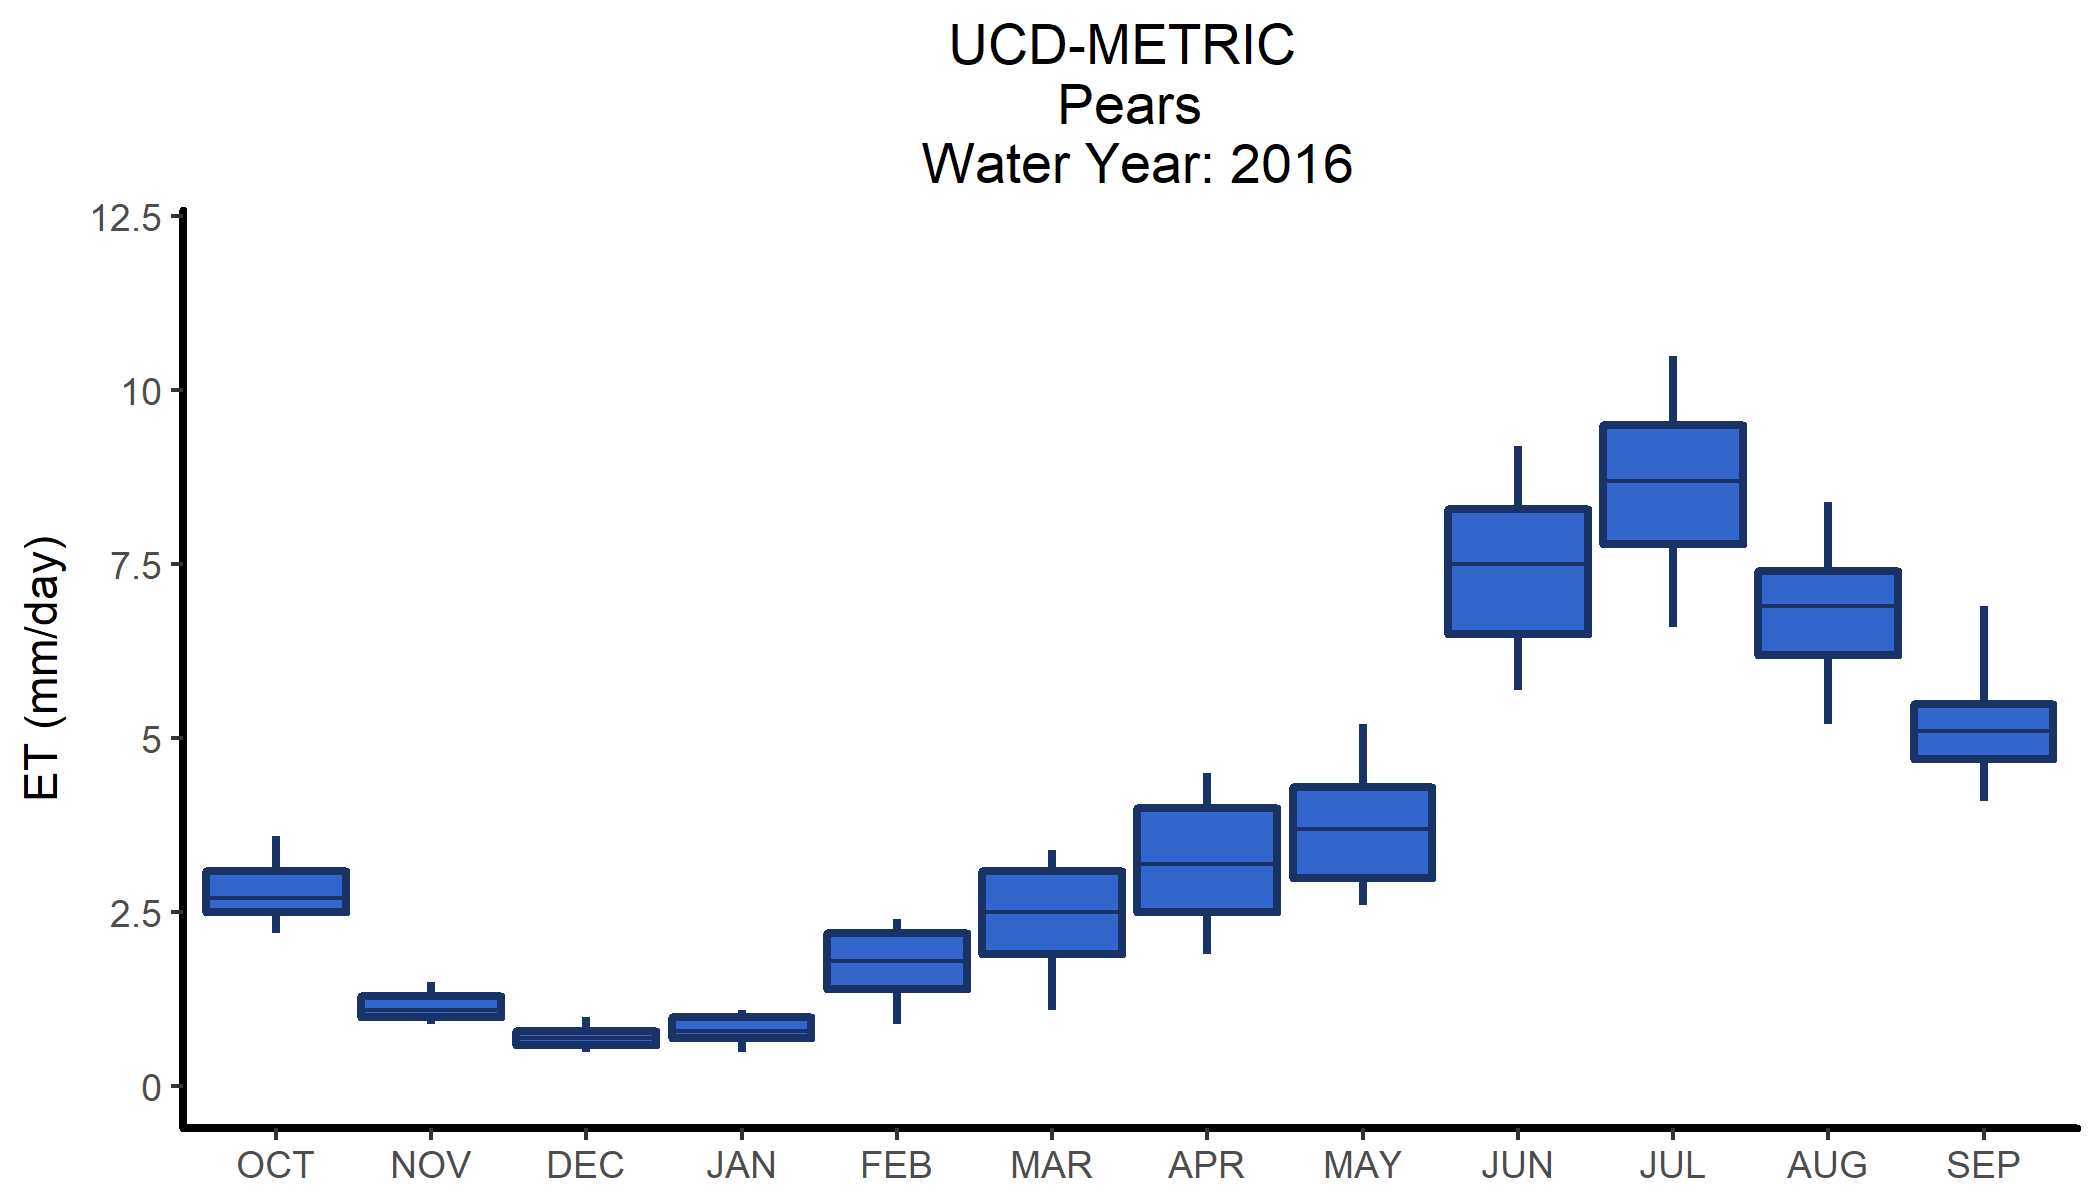 UCD-METRIC
Pears
Water Year: 2016
12.5
10
7.5
5
2.5
0
ET (mm/day)
OCT NOV DEC JAN FEB MAR APR MAY JUN JUL AUG SEP